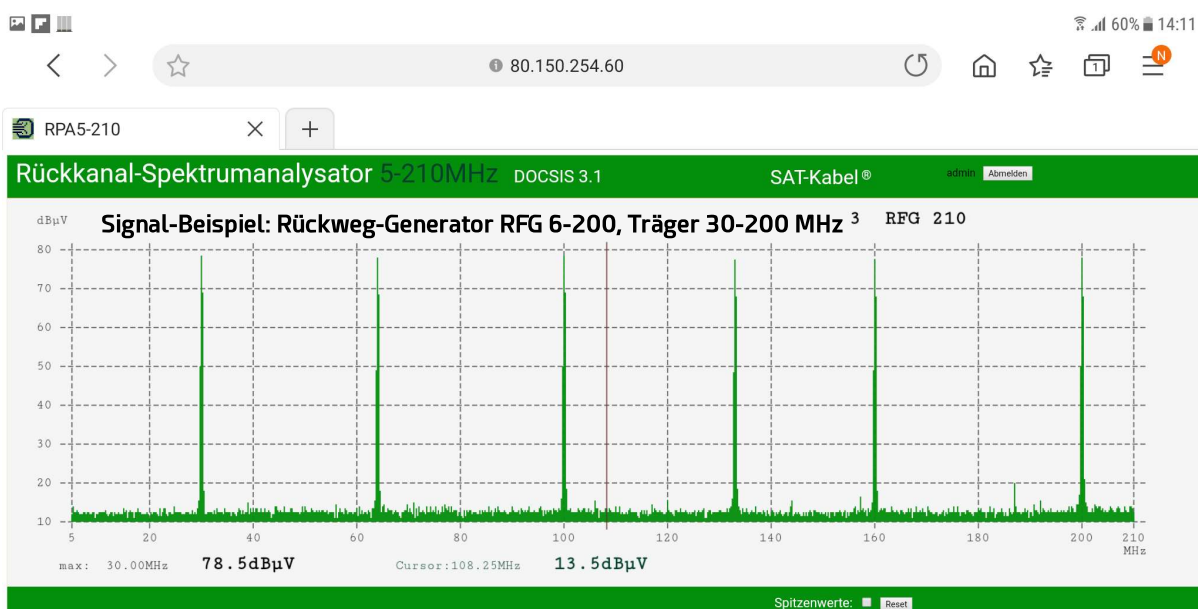 60% 14:11
80.150.254.60
1
N
RPA5-210
Rückkanal-Spektrumanalysator 5-210MHz DOCSIS 3.1 SAT-Kabel® admin Abmelden
dBµV Signal-Beispiel: Rückweg-Generator RFG 6-200, Träger 30-200 MHz 3 RFG 210
80
70
60
50
40
30
20
10
5 20 40 60 80 100 120 140 160 180 200 210
MHz
max: 30.00MHz 78.5dBµV Cursor:108.25MHz 13.5dBµV
Spitzenwerte: Reset